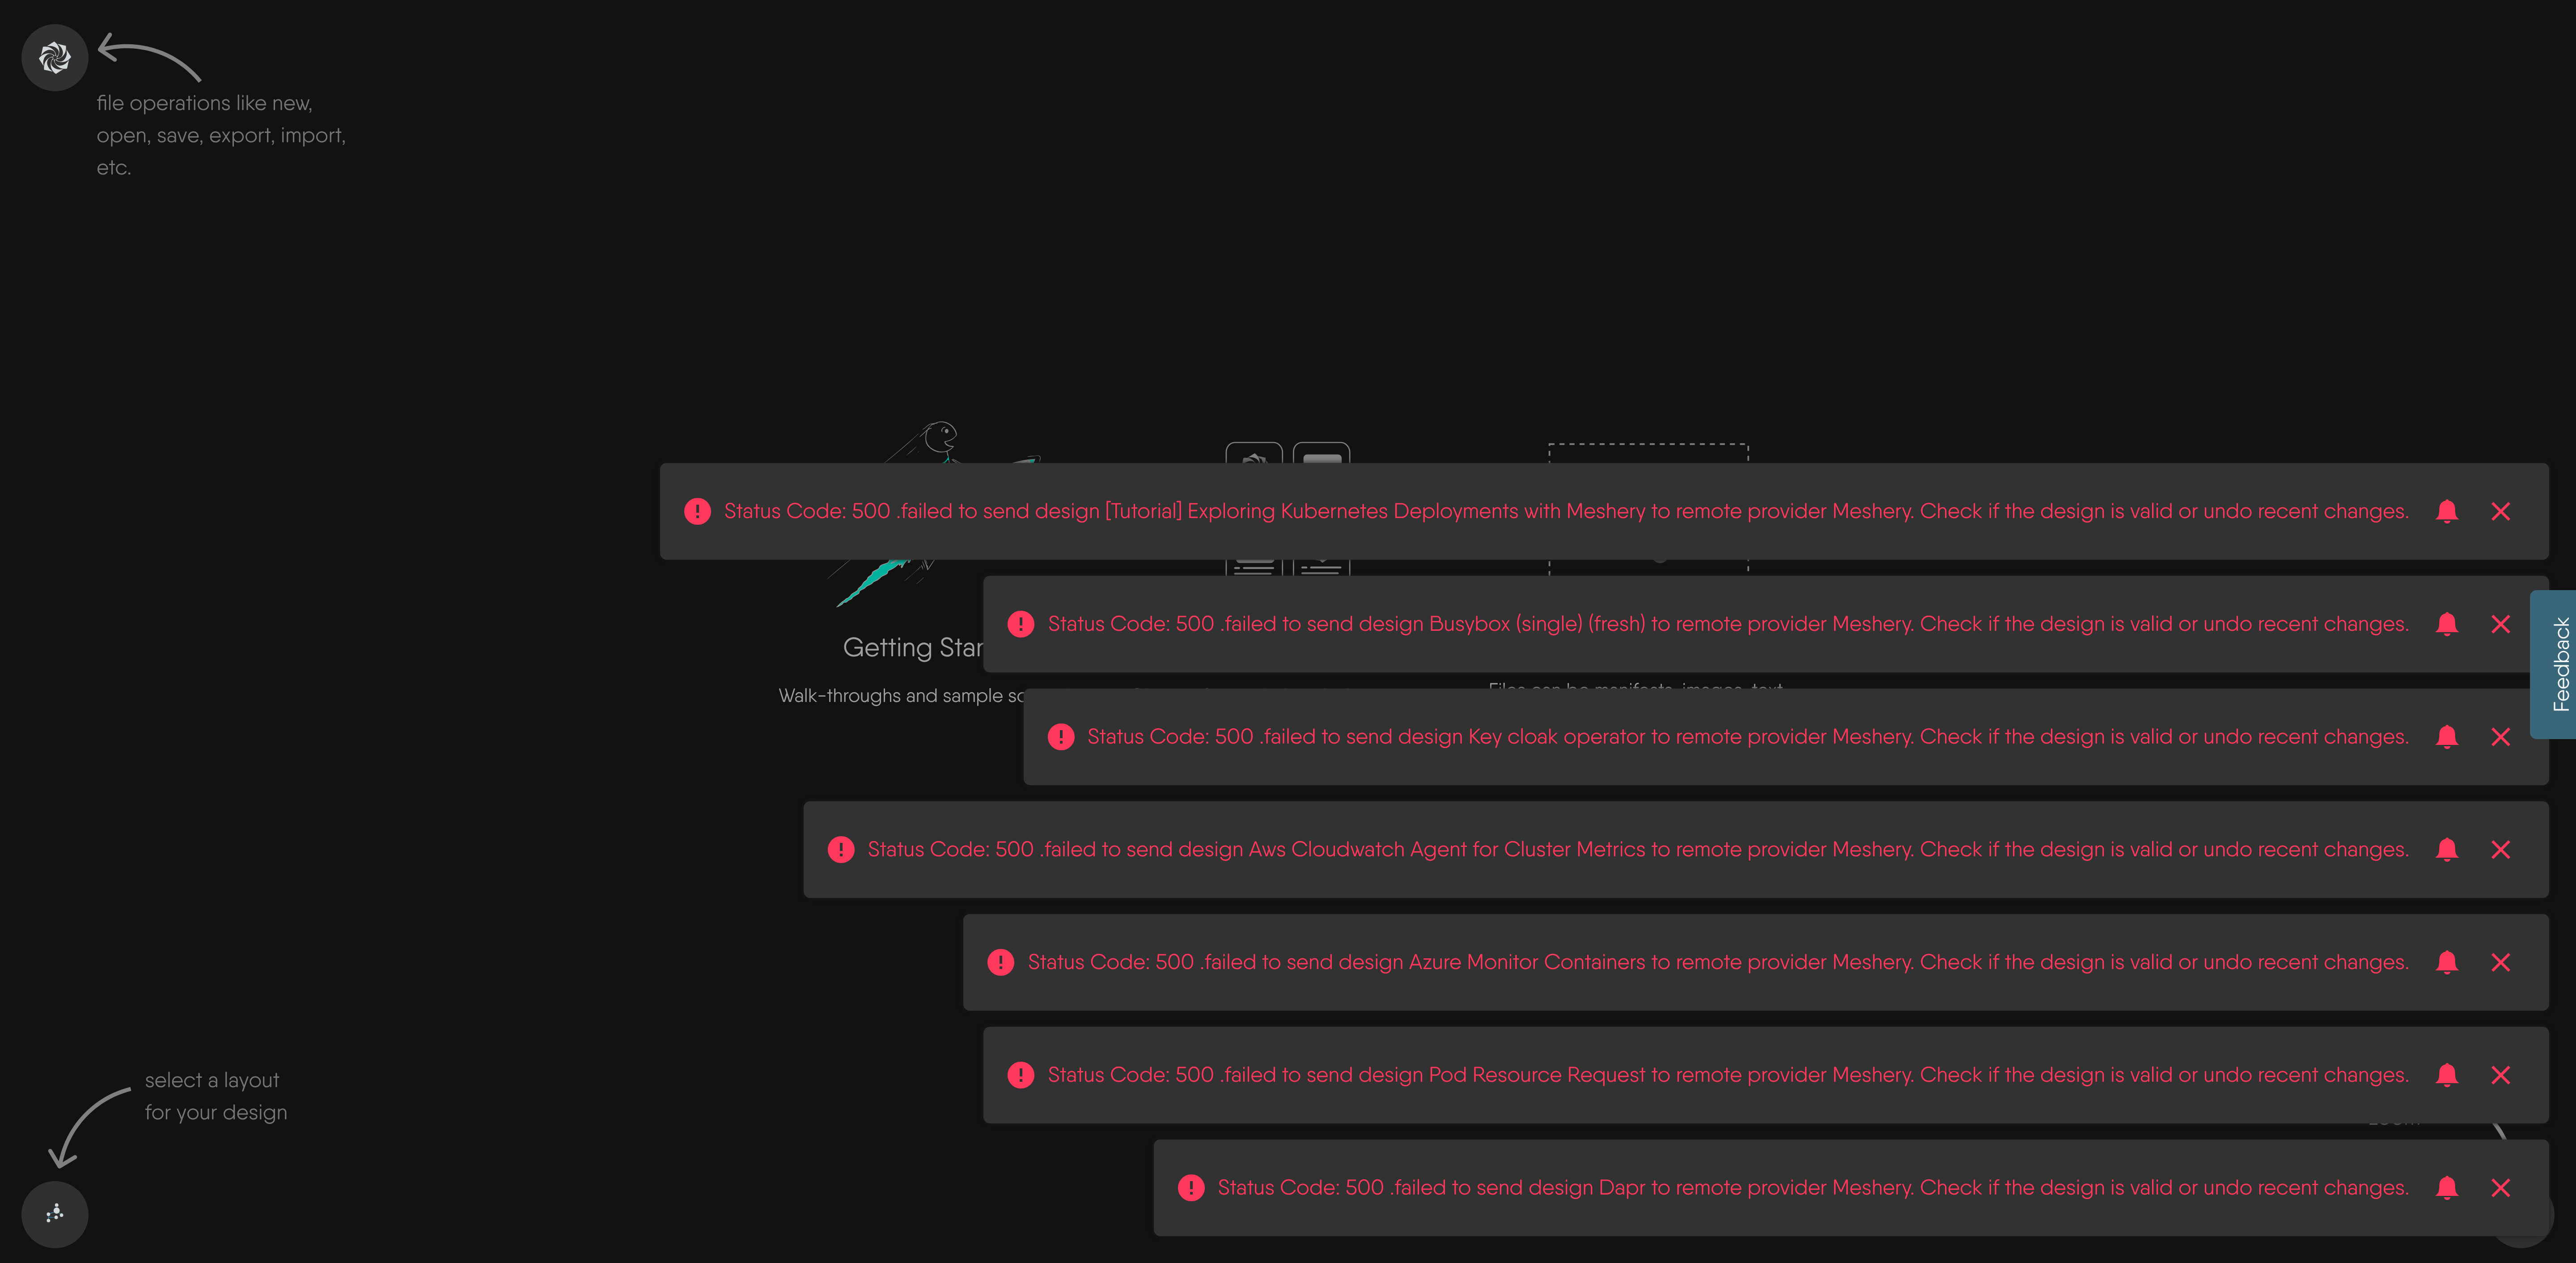 file operations like new,
open, save, export, import,
etc.
Status Code: 500 .failed to send design [Tutorial] Exploring Kubernetes Deployments with Meshery to remote provider Meshery. Check if the design is valid or undo recent changes.
Status Code: 500 .failed to send design Busybox (single) (fresh) to remote provider Meshery. Check if the design is valid or undo recent changes.
Getting Star
Walk-throughs and sample sc
Files can be manifests, images, text
Feedback
Status Code: 500 .failed to send design Key cloak operator to remote provider Meshery. Check if the design is valid or undo recent changes.
Status Code: 500 .failed to send design Aws Cloudwatch Agent for Cluster Metrics to remote provider Meshery. Check if the design is valid or undo recent changes.
Status Code: 500 .failed to send design Azure Monitor Containers to remote provider Meshery. Check if the design is valid or undo recent changes.
Status Code: 500 .failed to send design Pod Resource Request to remote provider Meshery. Check if the design is valid or undo recent changes.
select a layout
for your design
Status Code: 500 .failed to send design Dapr to remote provider Meshery. Check if the design is valid or undo recent changes.